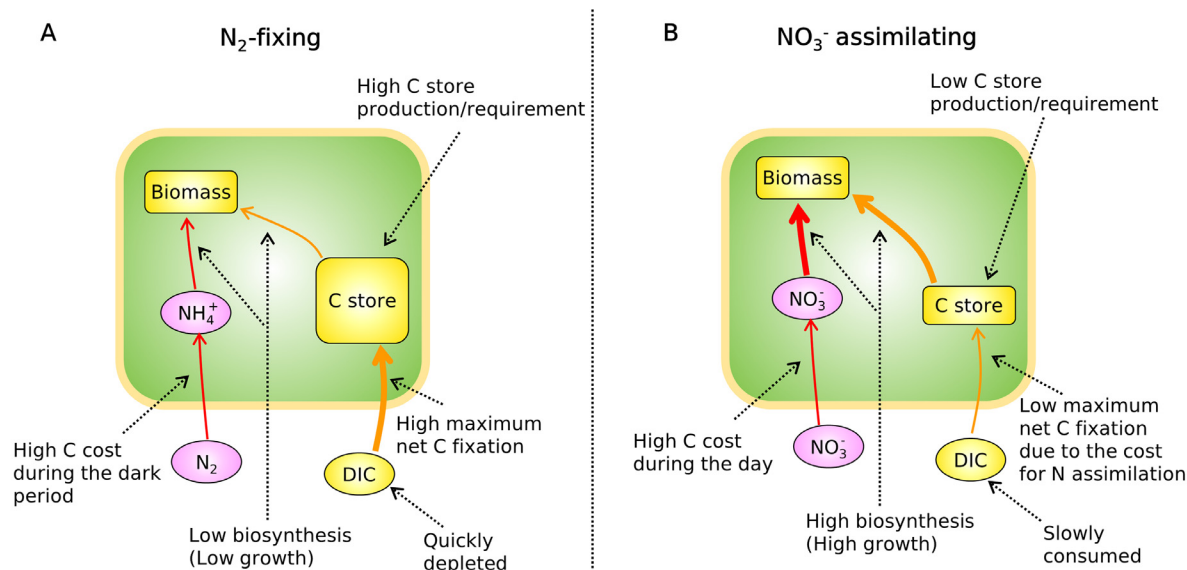 A
N₂-fixing
High C store
production/requirement
Biomass
C store
NH₄⁺
High maximum
net C fixation
High C cost
during the dark
period
N₂
DIC
Low biosynthesis
(Low growth)
Quickly
depleted
B
NO₃⁻ assimilating
Low C store
production/requirement
Biomass
NO₃⁻
C store
Low maximum
net C fixation
due to the cost
for N assimilation
High C cost
during the day
NO₃⁻
DIC
High biosynthesis
(High growth)
Slowly
consumed